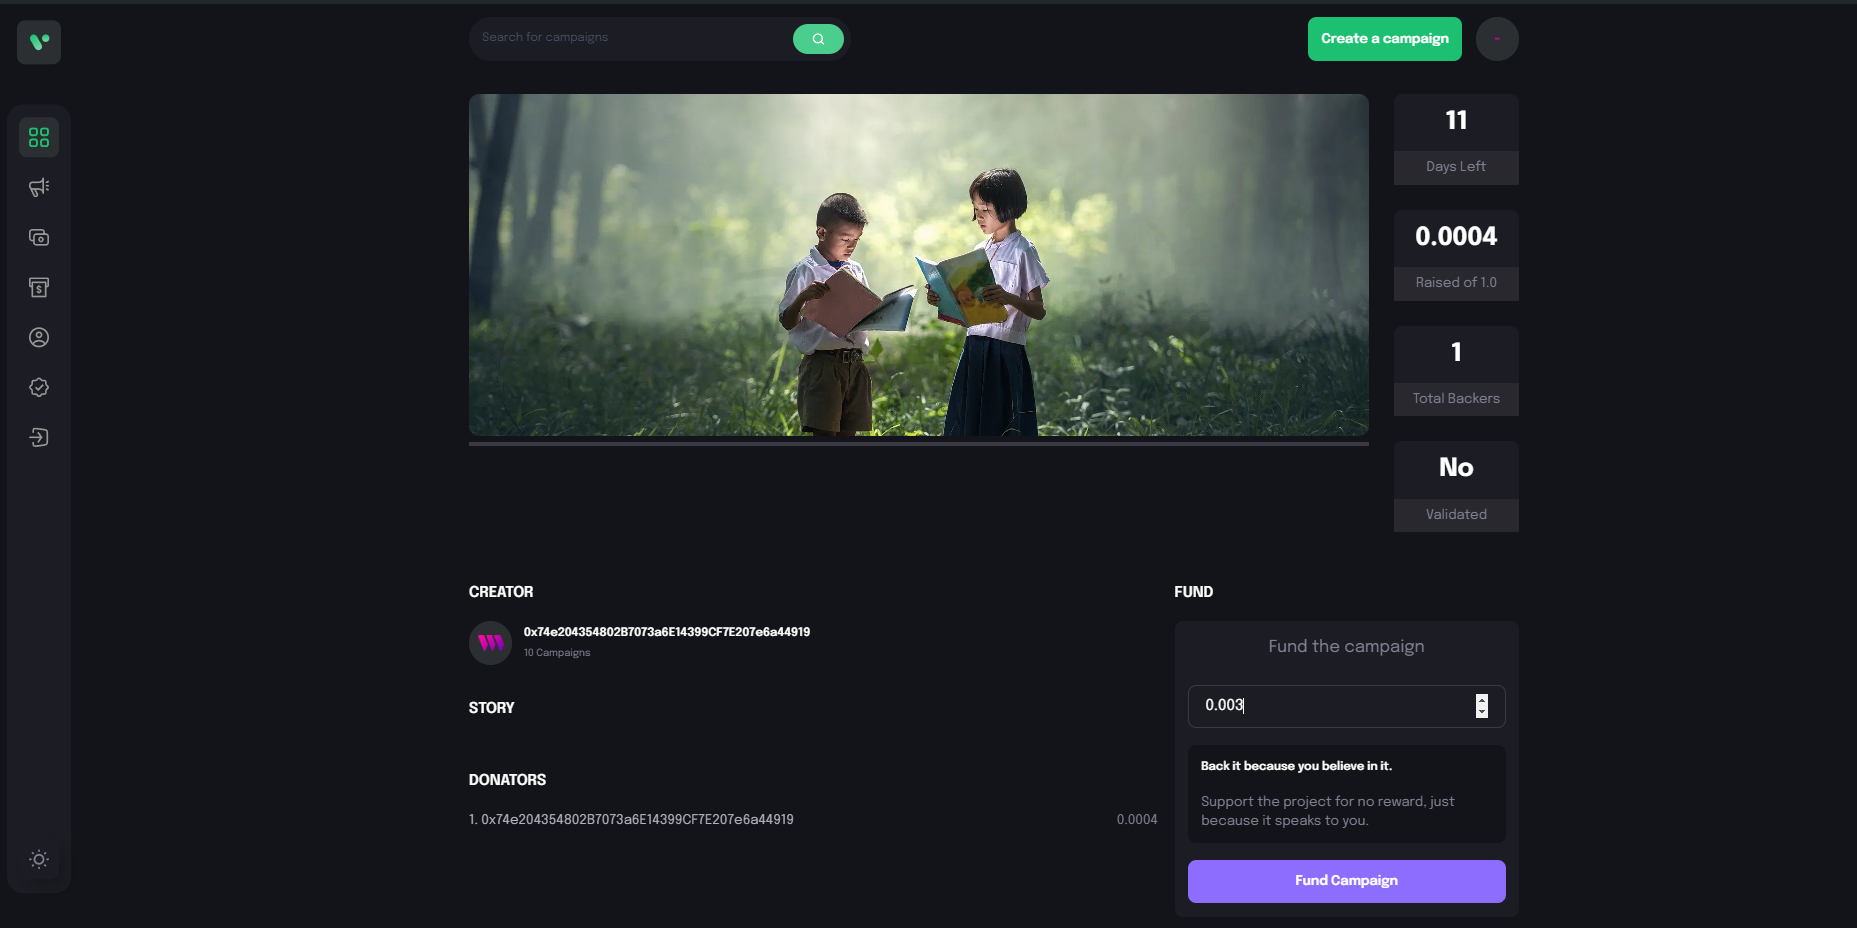 Search for campaigns
Create a campaign
11
Days Left
0.0004
Raised of 1.0
1
Total Backers
No
Validated
CREATOR
0x74e204354802B7073a6E14399CF7E207e6a44919
10 Campaigns
STORY
DONATORS
1. 0x74e204354802B7073a6E14399CF7E207e6a44919 0.0004
FUND
Fund the campaign
0.003
Back it because you believe in it.
Support the project for no reward, just
because it speaks to you.
Fund Campaign